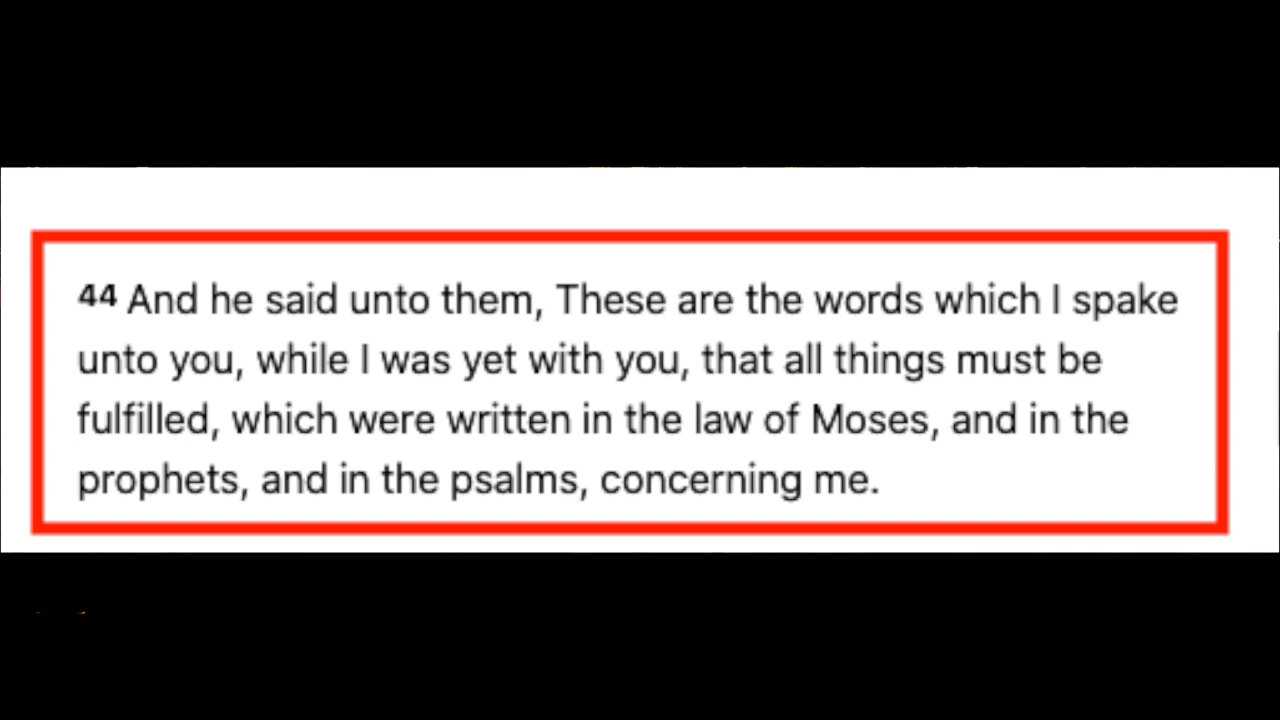 44 And he said unto them, These are the words which I spake
unto you, while I was yet with you, that all things must be
fulfilled, which were written in the law of Moses, and in the
prophets, and in the psalms, concerning me.